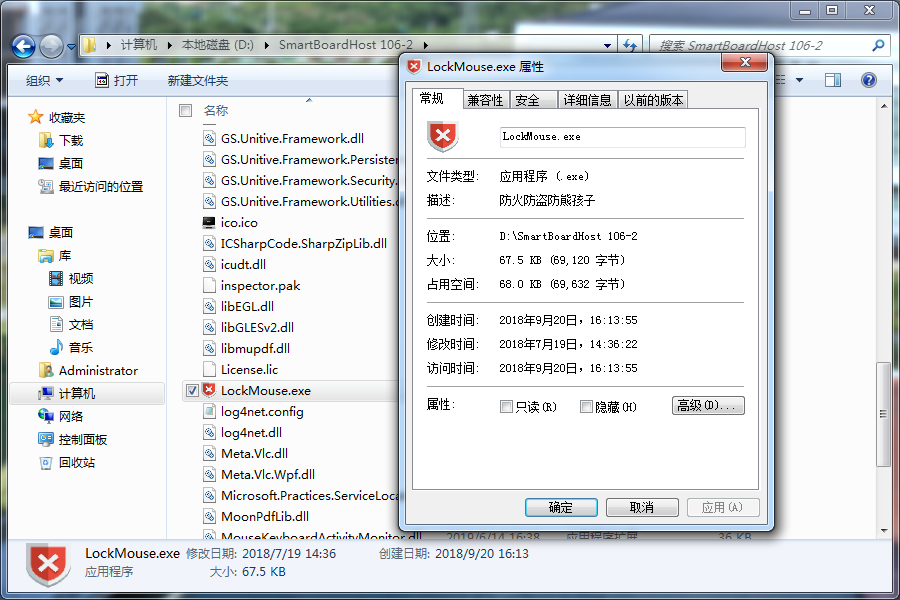 计算机 ▸ 本地磁盘 (D:) ▸ SmartBoardHost 106-2 ▸
搜索 SmartBoardHost 106-2
组织 打开 新建文件夹
收藏夹
下载
桌面
最近访问的位置
桌面
库
视频
图片
文档
音乐
Administrator
计算机
网络
控制面板
回收站
名称
GS.Unitive.Framework.dll
GS.Unitive.Framework.Persister
GS.Unitive.Framework.Security.
GS.Unitive.Framework.Utilities.
ico.ico
ICSharpCode.SharpZipLib.dll
icudt.dll
inspector.pak
libEGL.dll
libGLESv2.dll
libmupdf.dll
License.lic
LockMouse.exe
log4net.config
log4net.dll
Meta.Vlc.dll
Meta.Vlc.Wpf.dll
Microsoft.Practices.ServiceLoca
MoonPdfLib.dll
MouseKeyboardActivityMonitor.dll 2019/6/14 16:38 应用程序扩展 36 KB
LockMouse.exe 属性
常规 兼容性 安全 详细信息 以前的版本
LockMouse.exe
文件类型: 应用程序 (.exe)
描述: 防火防盗防熊孩子
位置: D:\SmartBoardHost 106-2
大小: 67.5 KB (69,120 字节)
占用空间: 68.0 KB (69,632 字节)
创建时间: 2018年9月20日，16:13:55
修改时间: 2018年7月19日，14:36:22
访问时间: 2018年9月20日，16:13:55
属性: 只读(R) 隐藏(H) 高级(D)...
确定 取消 应用(A)
LockMouse.exe 修改日期: 2018/7/19 14:36 创建日期: 2018/9/20 16:13
应用程序 大小: 67.5 KB